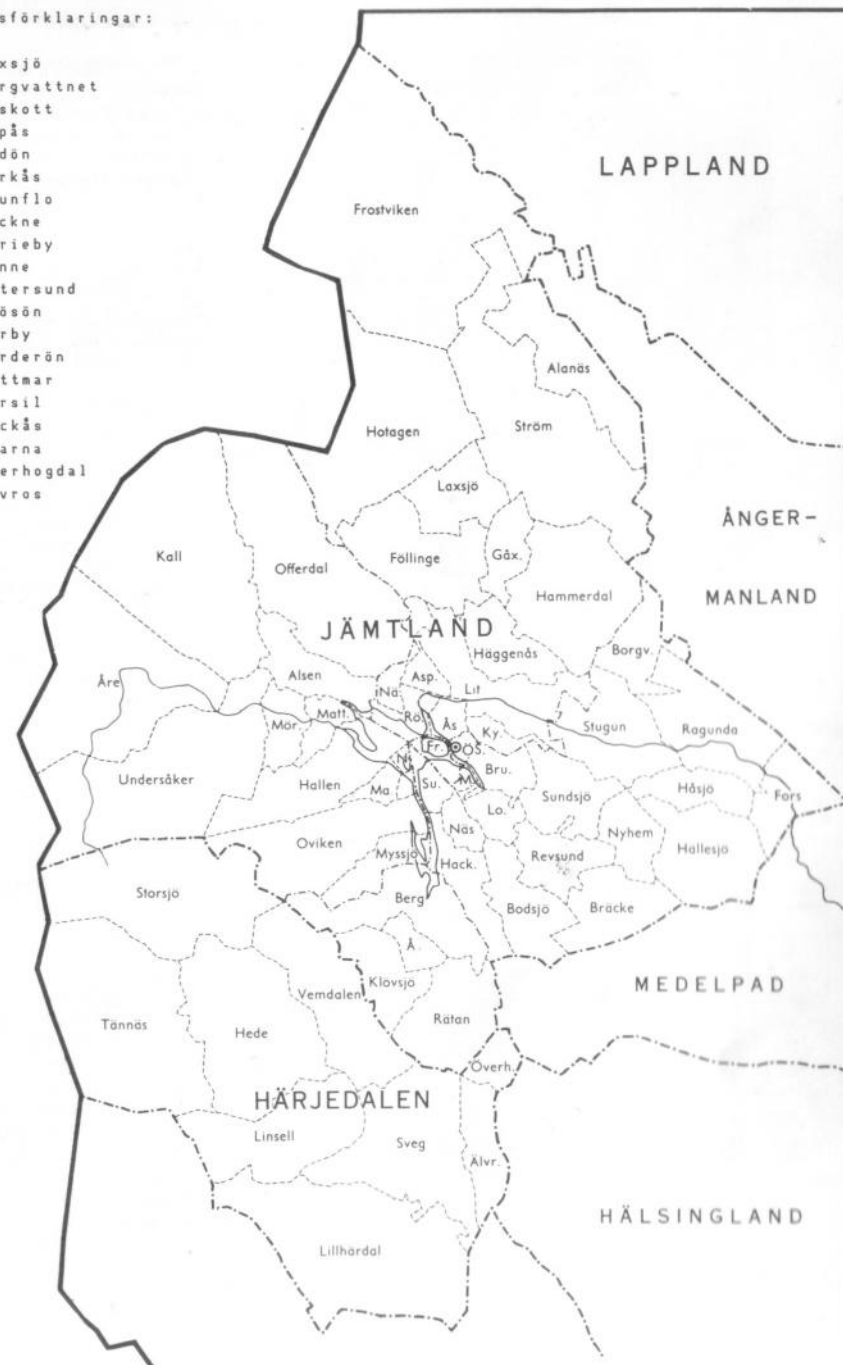 sförklaringar:
xsjö
rgvattnet
skott
pås
dön
rkås
unflo
ckne
rieby
nne
tersund
ösön
rby
rderön
ttmar
rsil
ckås
arna
erhogdal
vros
LAPPLAND
Frostviken
Alanäs
Hotagen
Ström
Laxsjö
ÅNGER-
Kall
Offerdal
Föllinge
Gåx.
Hammerdal
MANLAND
JÄMTLAND
Häggenås
Borgv.
Åre
Alsen
Asp.
Lit
Nä.
Matt.
Rö.
Ås
Mör.
Ky.
Stugun
Ragunda
Fr.
ÖS.
N.
Undersåker
Hallen
Ma.
Su.
M.
Bru.
Sundsjö
Håsjö
Fors
Lo.
Oviken
Näs
Nyhem
Hällesjö
Myssjö
Hack.
Revsund
Storsjö
Berg
Bodsjö
Bräcke
Å.
Klövsjö
MEDELPAD
Vemdalen
Tännäs
Hede
Rätan
Överh.
HÄRJEDALEN
Linsell
Sveg
Älvr.
HÄLSINGLAND
Lillhärdal